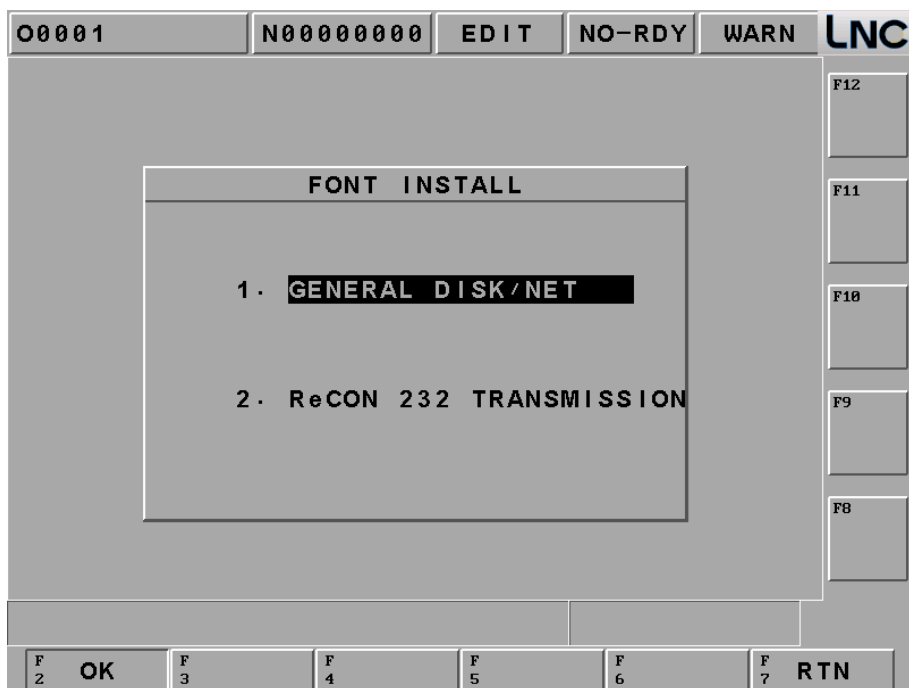 O0001 N00000000 EDIT NO-RDY WARN LNC
F12
FONT INSTALL
F11
1. GENERAL DISK/NET
F10
2. ReCON 232 TRANSMISSION
F9
F8
F2 OK F3 F4 F5 F6 F7 RTN